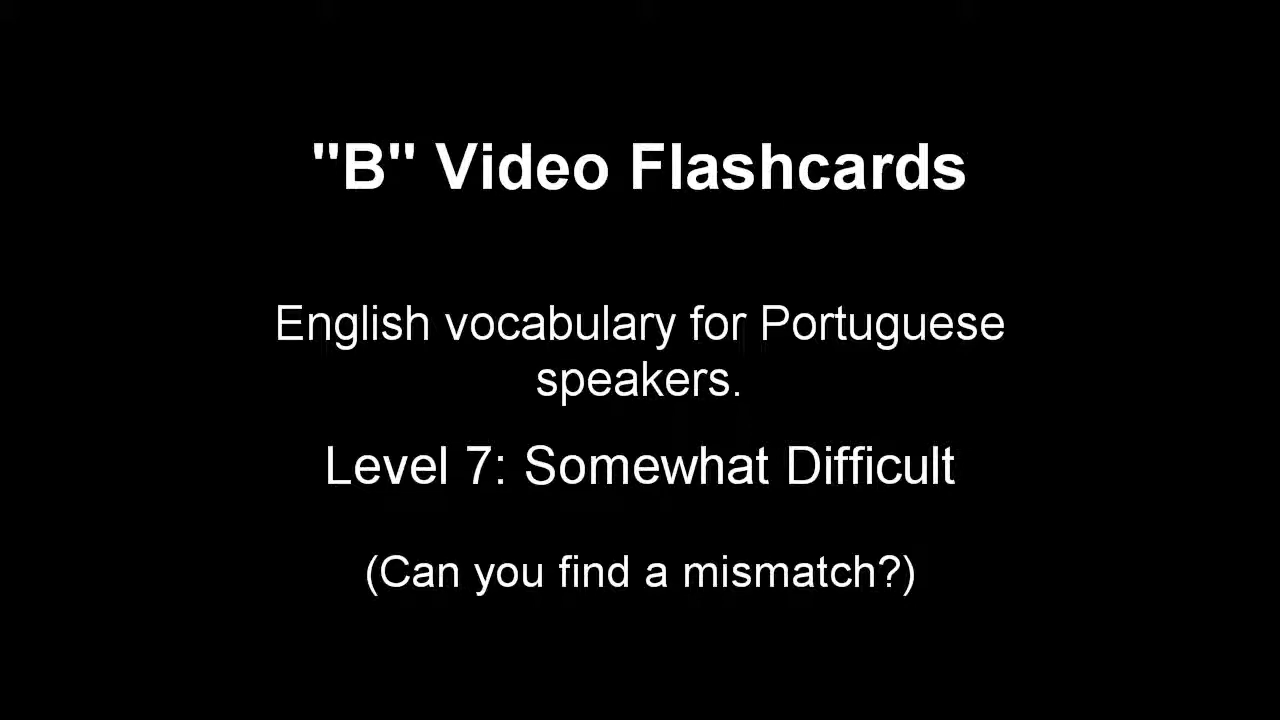 "B" Video Flashcards
English vocabulary for Portuguese
speakers.
Level 7: Somewhat Difficult
(Can you find a mismatch?)